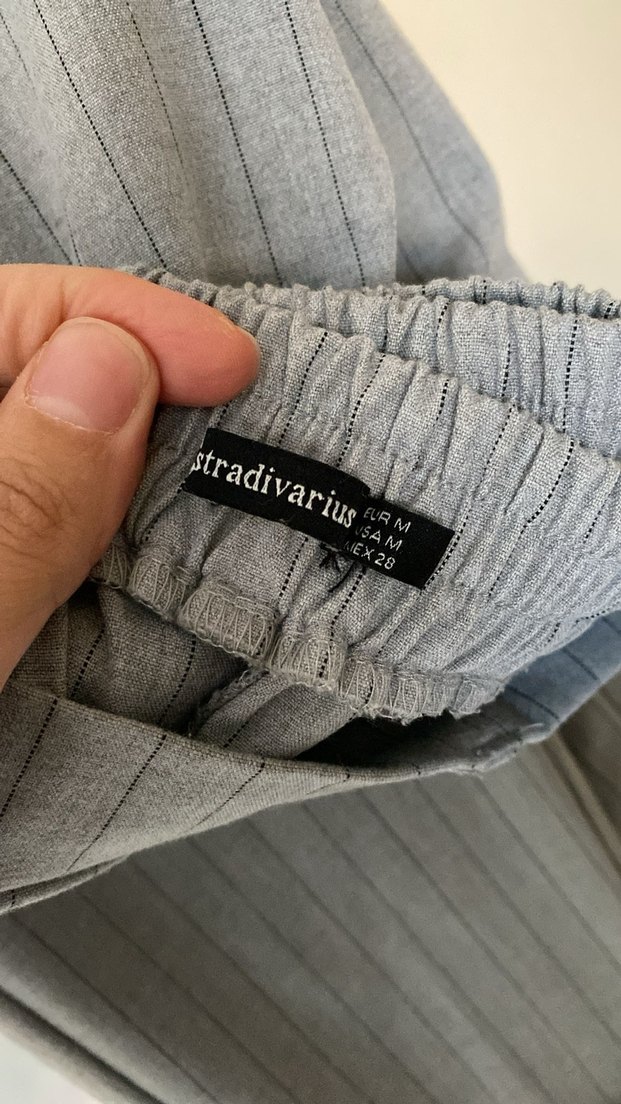 stradivarius
EUR M
USA M
MEX 28